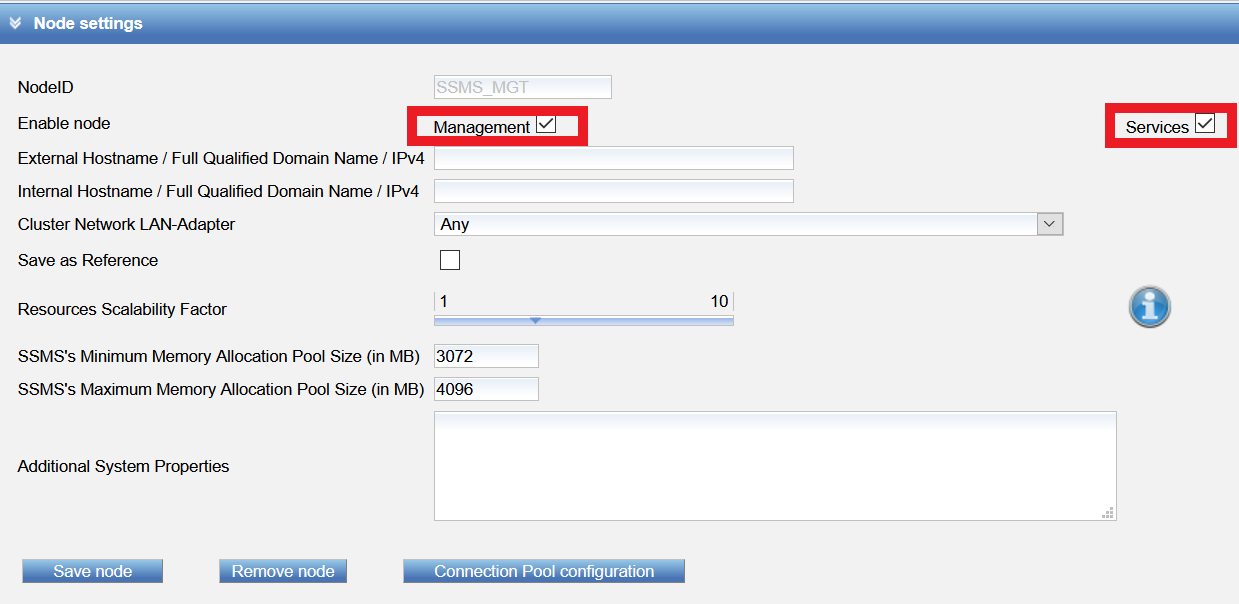 Node settings
NodeID SSMS_MGT
Enable node Management Services
External Hostname / Full Qualified Domain Name / IPv4
Internal Hostname / Full Qualified Domain Name / IPv4
Cluster Network LAN-Adapter Any
Save as Reference
Resources Scalability Factor 1 10
SSMS's Minimum Memory Allocation Pool Size (in MB) 3072
SSMS's Maximum Memory Allocation Pool Size (in MB) 4096
Additional System Properties
Save node Remove node Connection Pool configuration